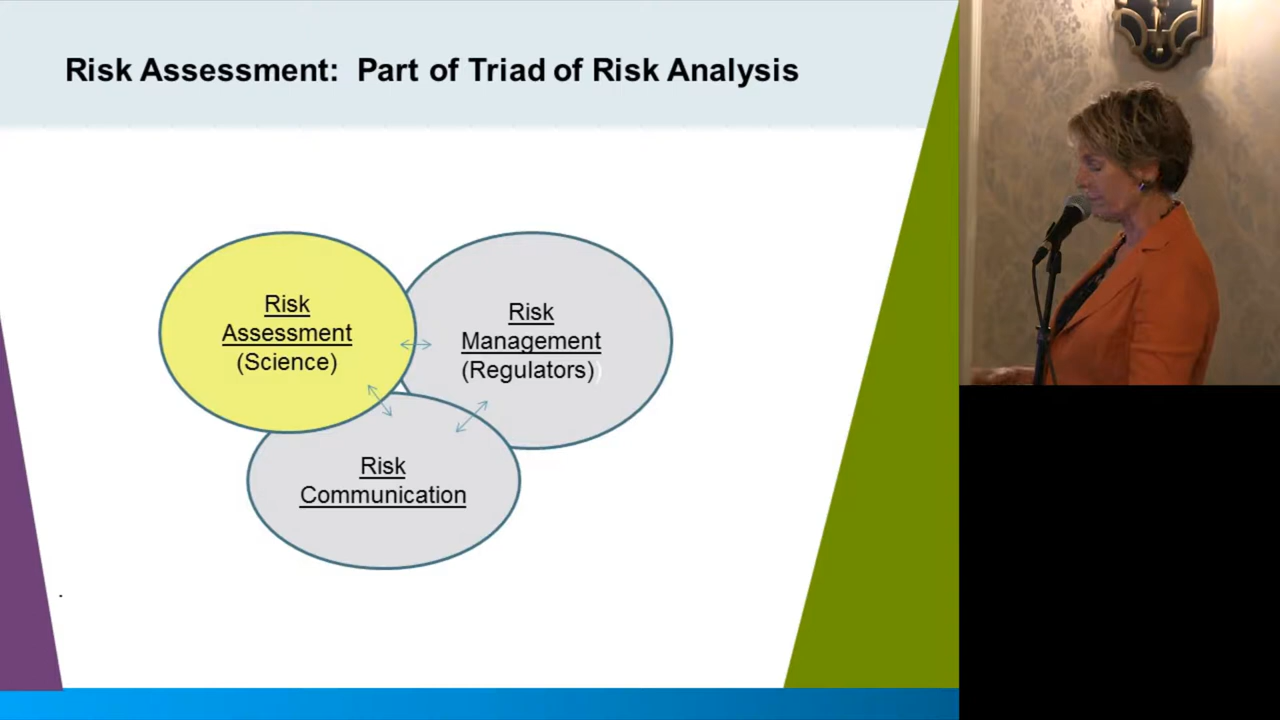 Risk Assessment: Part of Triad of Risk Analysis
Risk
Assessment
(Science)
Risk
Management
(Regulators)
Risk
Communication